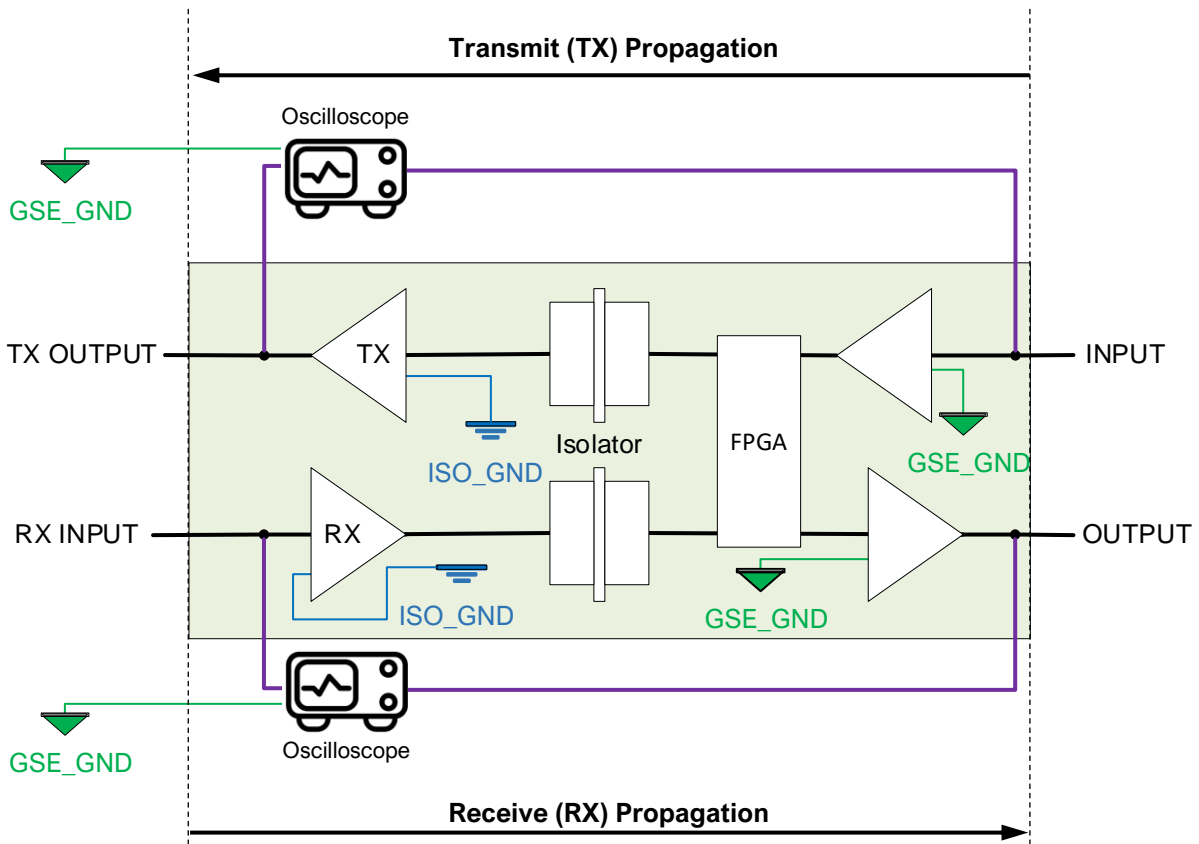 Transmit (TX) Propagation
Oscilloscope
GSE_GND
TX OUTPUT
TX
INPUT
Isolator
FPGA
ISO_GND
GSE_GND
RX INPUT
RX
OUTPUT
ISO_GND
GSE_GND
GSE_GND
Oscilloscope
Receive (RX) Propagation